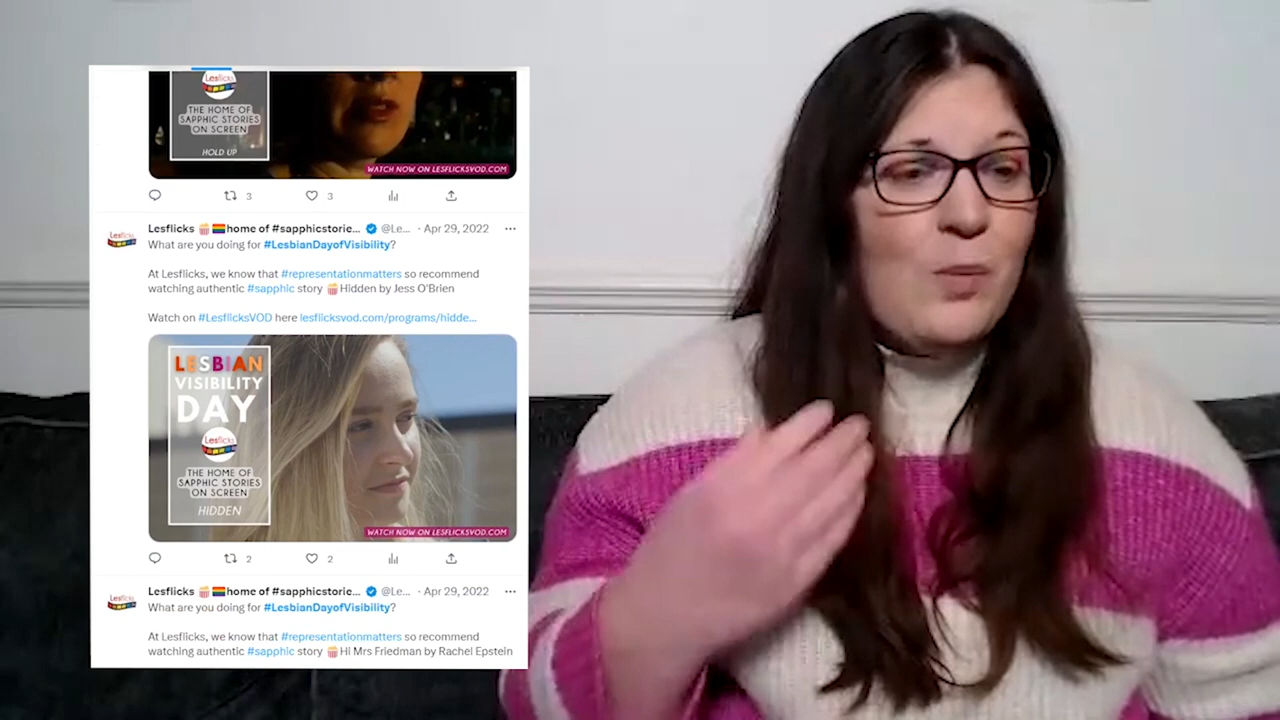 Lesflicks
THE HOME OF
SAPPHIC STORIES
ON SCREEN
HOLD UP
WATCH NOW ON LESFLICKSVOD.COM
3
3
Lesflicks 🍿🏳️‍🌈home of #sapphicstorie... @Le... · Apr 29, 2022
What are you doing for #LesbianDayofVisibility?
At Lesflicks, we know that #representationmatters so recommend
watching authentic #sapphic story 🍿Hidden by Jess O'Brien
Watch on #LesflicksVOD here lesflicksvod.com/programs/hidde...
LESBIAN
VISIBILITY
DAY
Lesflicks
THE HOME OF
SAPPHIC STORIES
ON SCREEN
HIDDEN
WATCH NOW ON LESFLICKSVOD.COM
2
2
Lesflicks 🍿🏳️‍🌈home of #sapphicstorie... @Le... · Apr 29, 2022
What are you doing for #LesbianDayofVisibility?
At Lesflicks, we know that #representationmatters so recommend
watching authentic #sapphic story 🍿Hi Mrs Friedman by Rachel Epstein